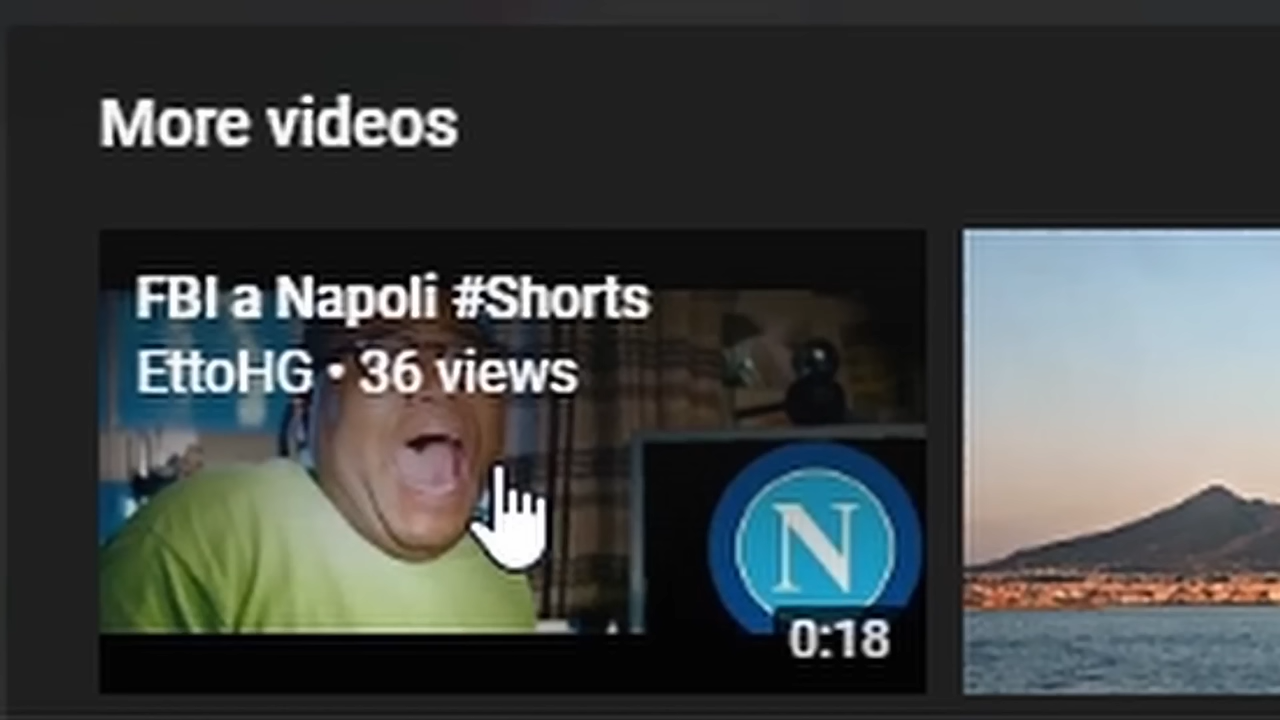 More videos
FBI a Napoli #Shorts
EttoHG • 36 views
N
0:18